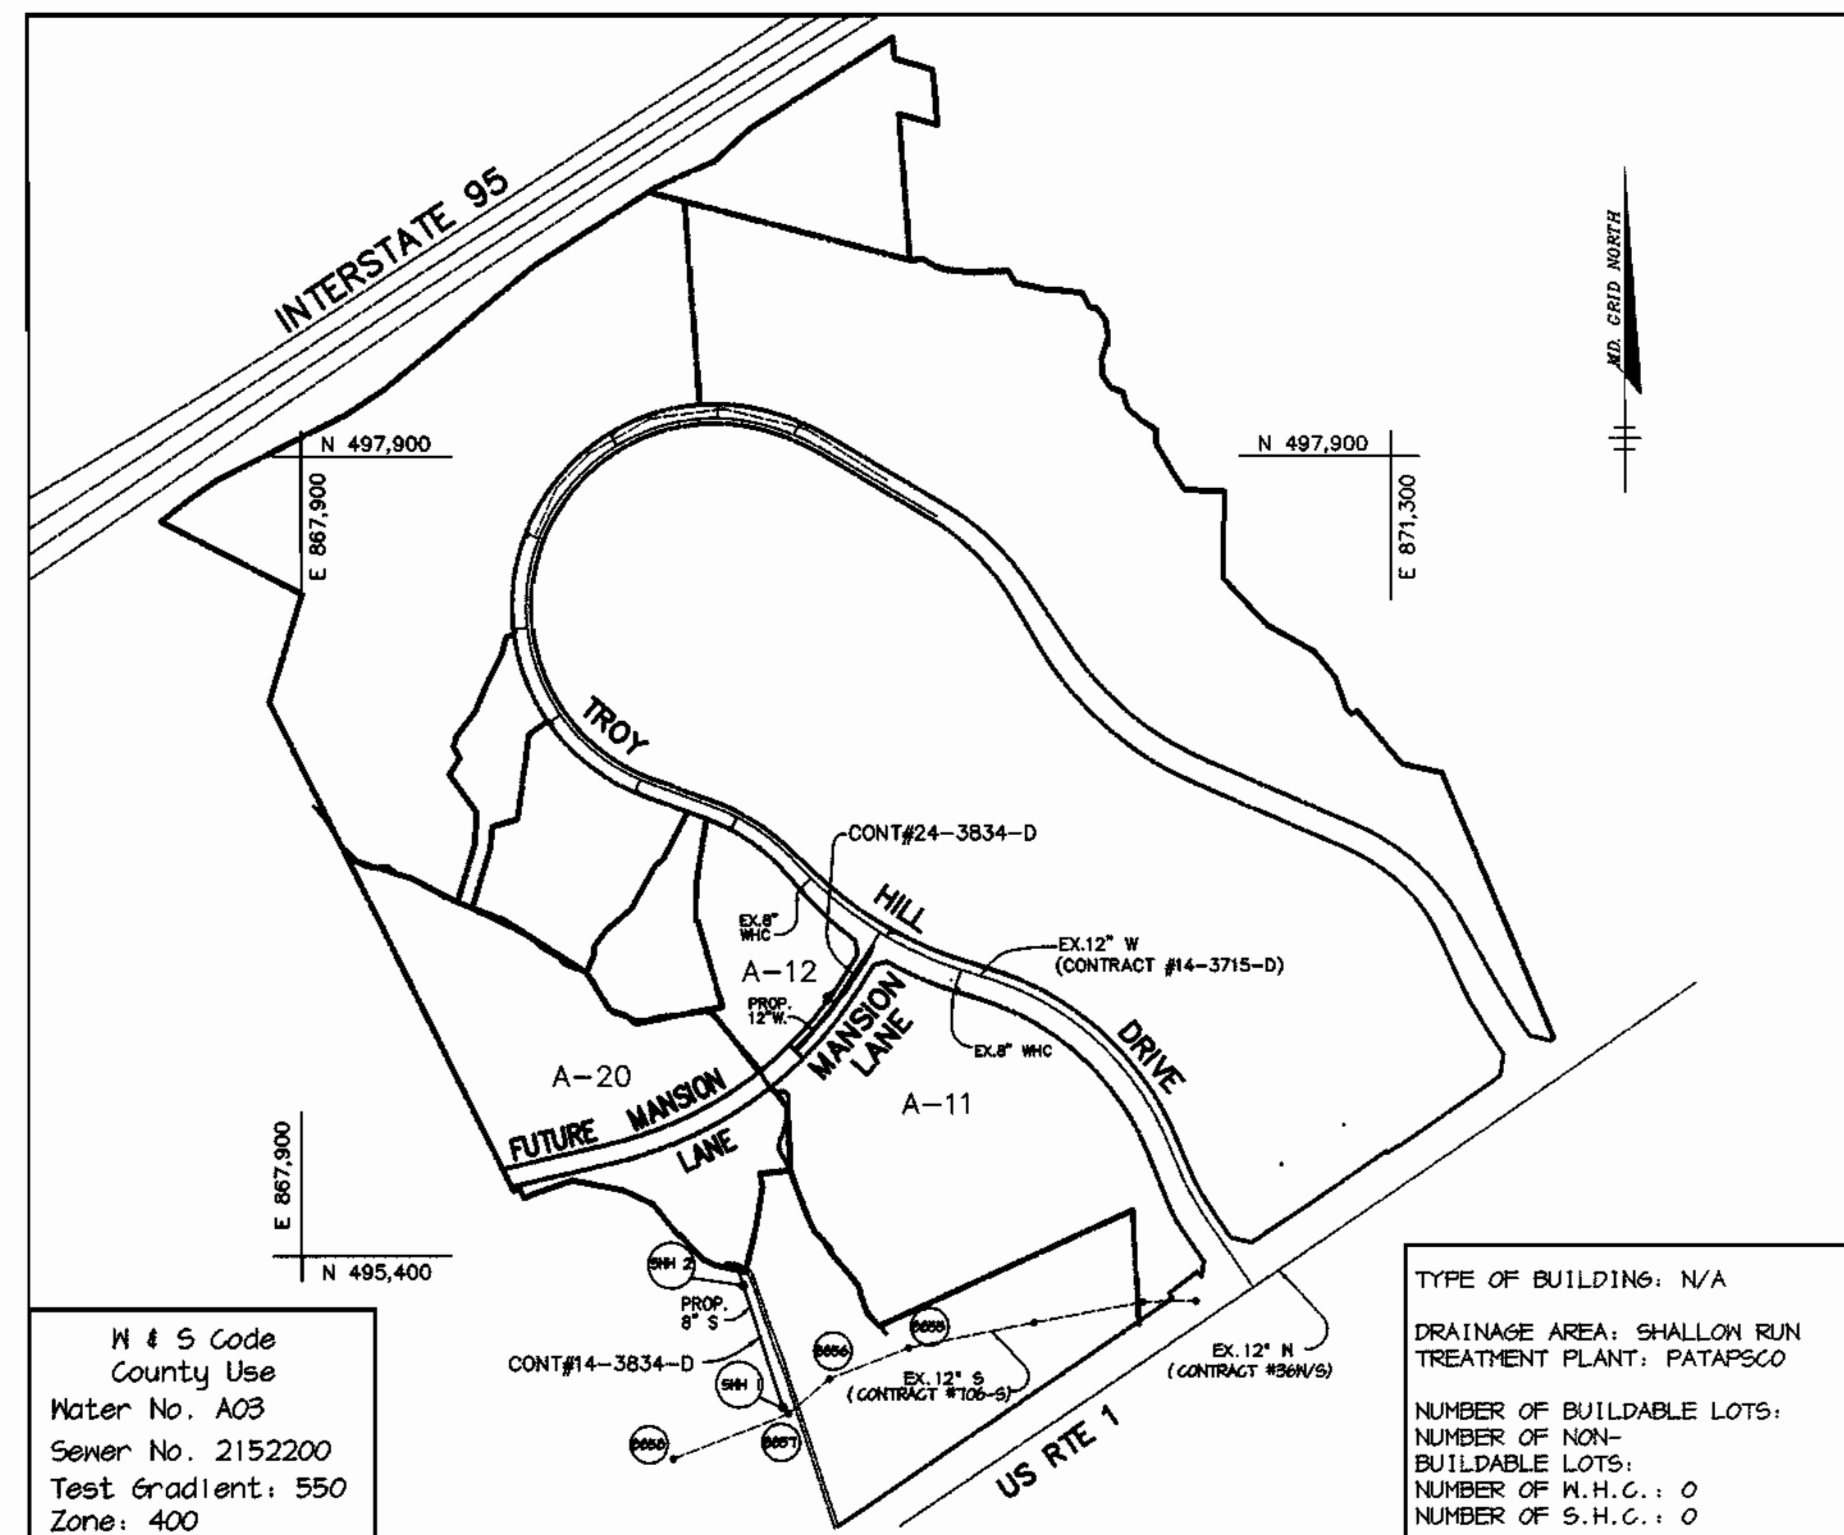 INTERSTATE 95
MD. GRID NORTH
N 497,900
E 867,900
N 497,900
E 871,300
TROY
HILL
DRIVE
CONT#24-3834-D
EX.8"
WHC
A-12
EX.12" W
(CONTRACT #14-3715-D)
PROP.
12"W.
MANSION
LANE
EX.8" WHC
A-20
A-11
FUTURE MANSION
LANE
E 867,900
N 495,400
SMH 2
PROP.
8" S
CONT#14-3834-D
SMH 1
EX. 12" S
(CONTRACT #706-S)
EX. 12" W
(CONTRACT #36W/S)
US RTE 1
W & S Code
County Use
Water No. A03
Sewer No. 2152200
Test Gradient: 550
Zone: 400
TYPE OF BUILDING: N/A
DRAINAGE AREA: SHALLOW RUN
TREATMENT PLANT: PATAPSCO
NUMBER OF BUILDABLE LOTS:
NUMBER OF NON-
BUILDABLE LOTS:
NUMBER OF W.H.C.: 0
NUMBER OF S.H.C.: 0